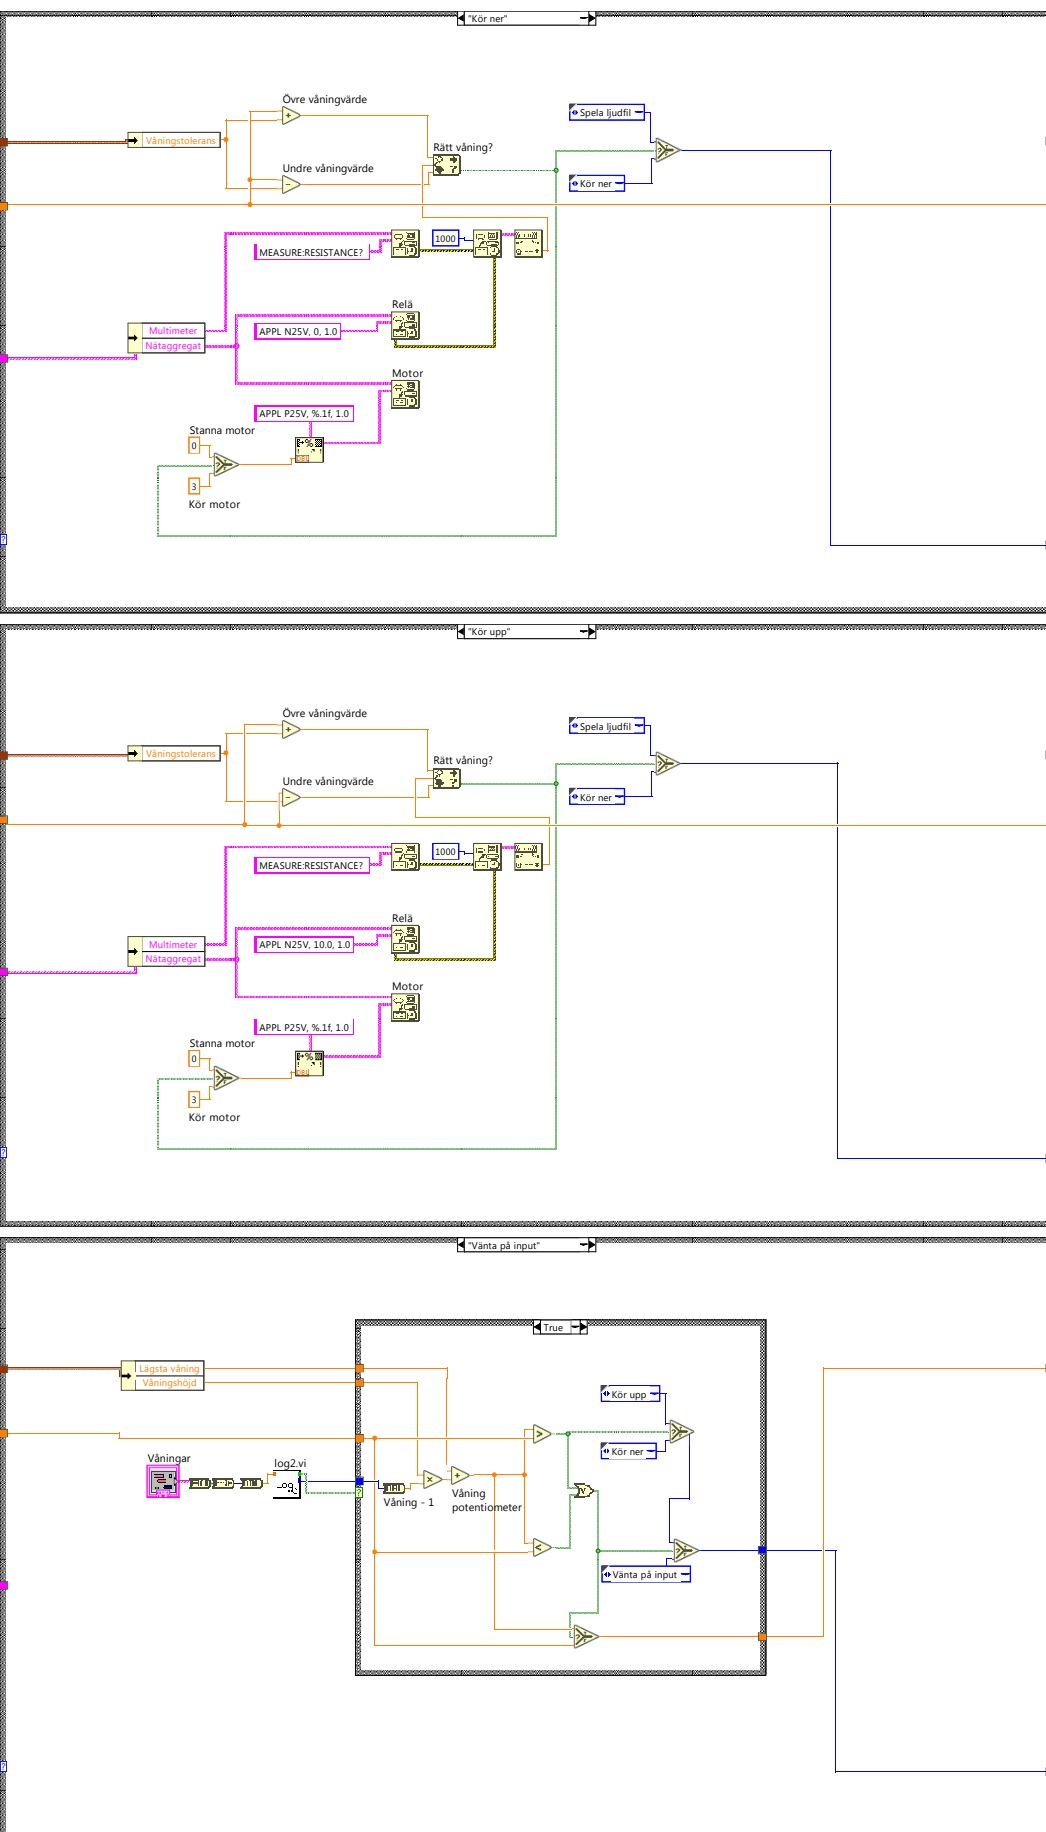 "Kör ner"
Övre våningvärde
Spela ljudfil
Våningstolerans
Rätt våning?
Undre våningvärde
Kör ner
1000
MEASURE:RESISTANCE?
Relä
Multimeter
APPL N25V, 0, 1.0
Nätaggregat
Motor
APPL P25V, %.1f, 1.0
Stanna motor
0
DBL
3
Kör motor
?
"Kör upp"
Övre våningvärde
Spela ljudfil
Våningstolerans
Rätt våning?
Undre våningvärde
Kör ner
1000
MEASURE:RESISTANCE?
Relä
Multimeter
APPL N25V, 10.0, 1.0
Nätaggregat
Motor
APPL P25V, %.1f, 1.0
Stanna motor
0
DBL
3
Kör motor
?
"Vänta på input"
True
Lägsta våning
Våningshöjd
Kör upp
Kör ner
Våningar
log2.vi
Våning - 1
Våning
potentiometer
Vänta på input
?